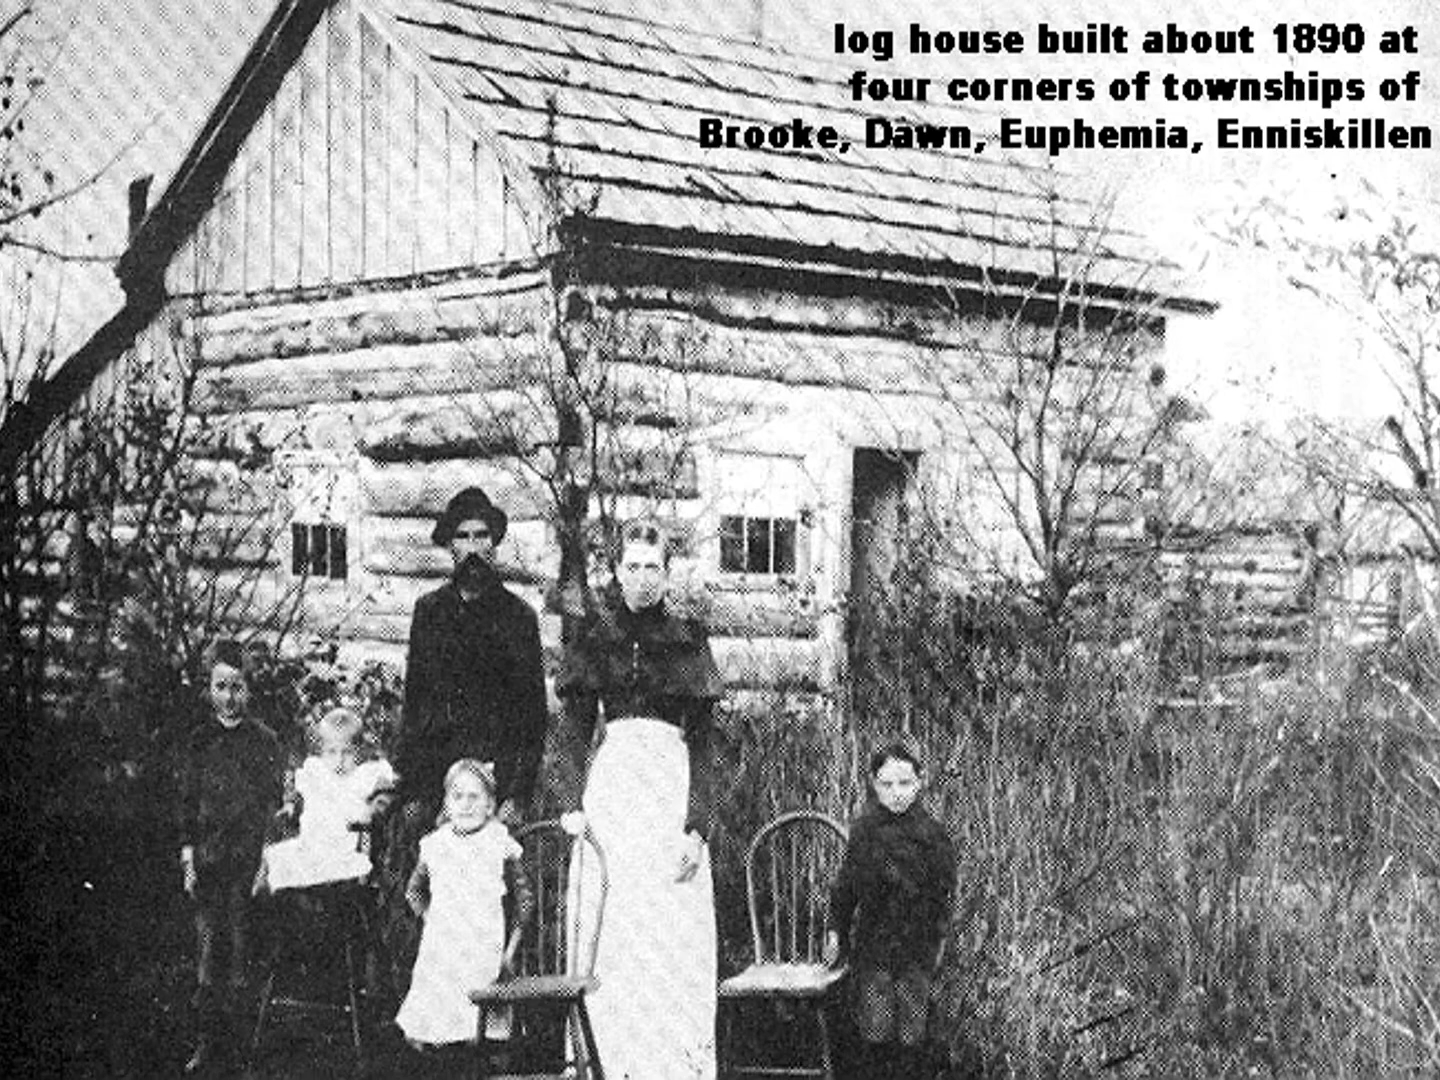 log house built about 1890 at
four corners of townships of
Brooke, Dawn, Euphemia, Enniskillen